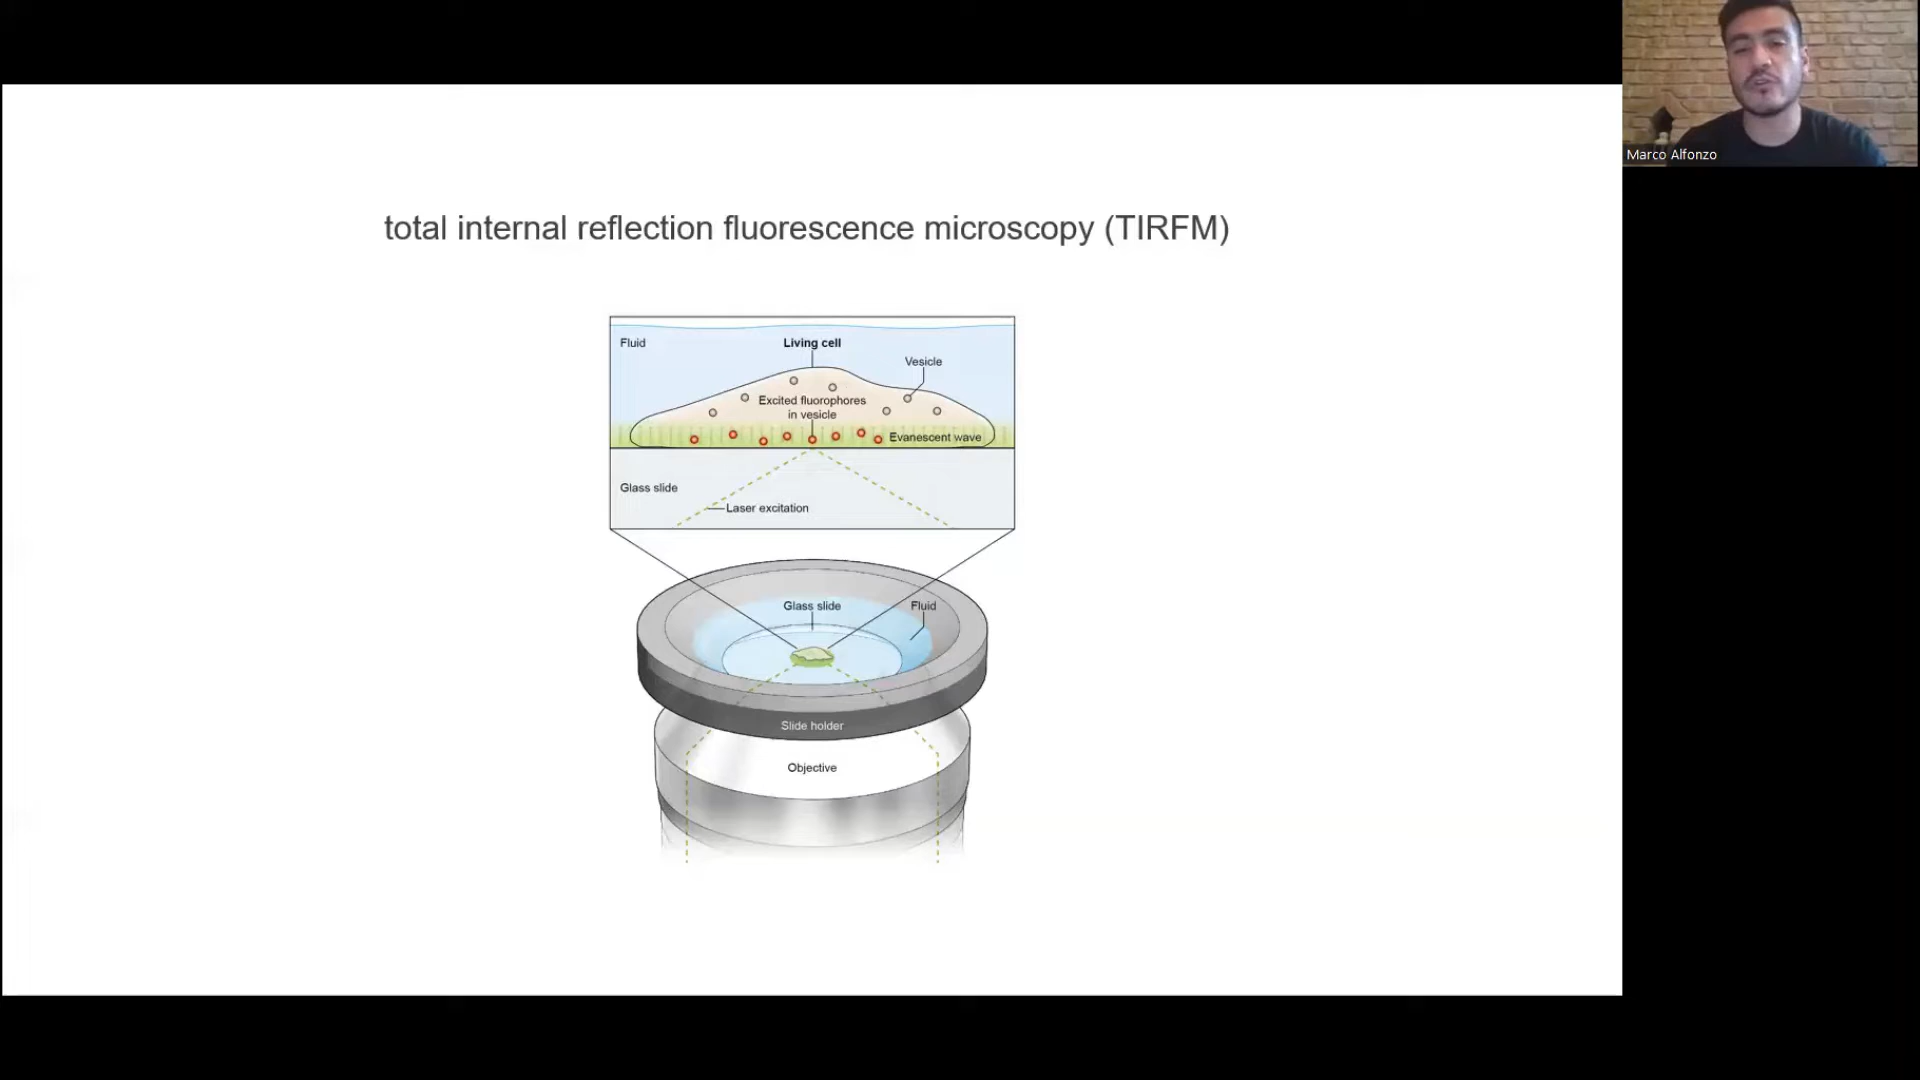 Marco Alfonzo
total internal reflection fluorescence microscopy (TIRFM)
Fluid
Living cell
Vesicle
Excited fluorophores
in vesicle
Evanescent wave
Glass slide
Laser excitation
Glass slide
Fluid
Slide holder
Objective